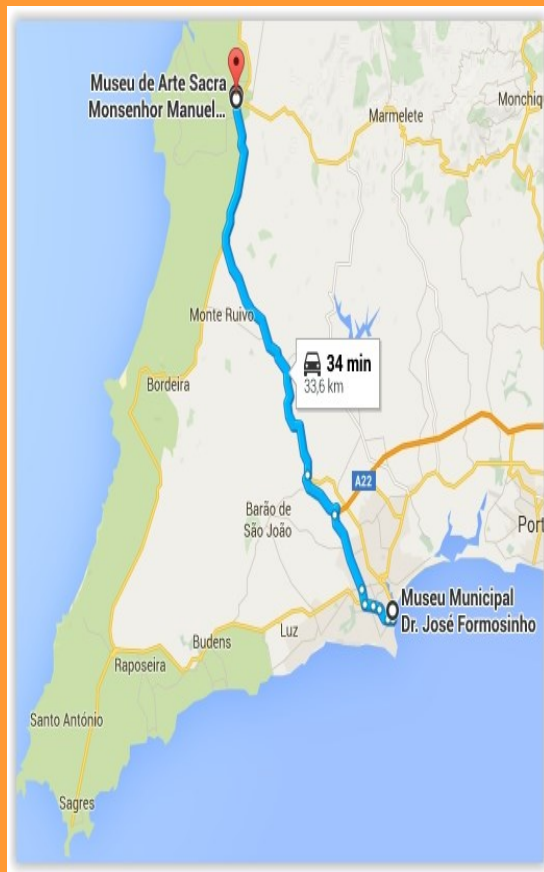 Museu de Arte Sacra
Monsenhor Manuel...
Marmelete
Monchiq
Monte Ruivo
34 min
33,6 km
Bordeira
A22
Barão de
São João
Port
Museu Municipal
Dr. José Formosinho
Luz
Budens
Raposeira
Santo António
Sagres